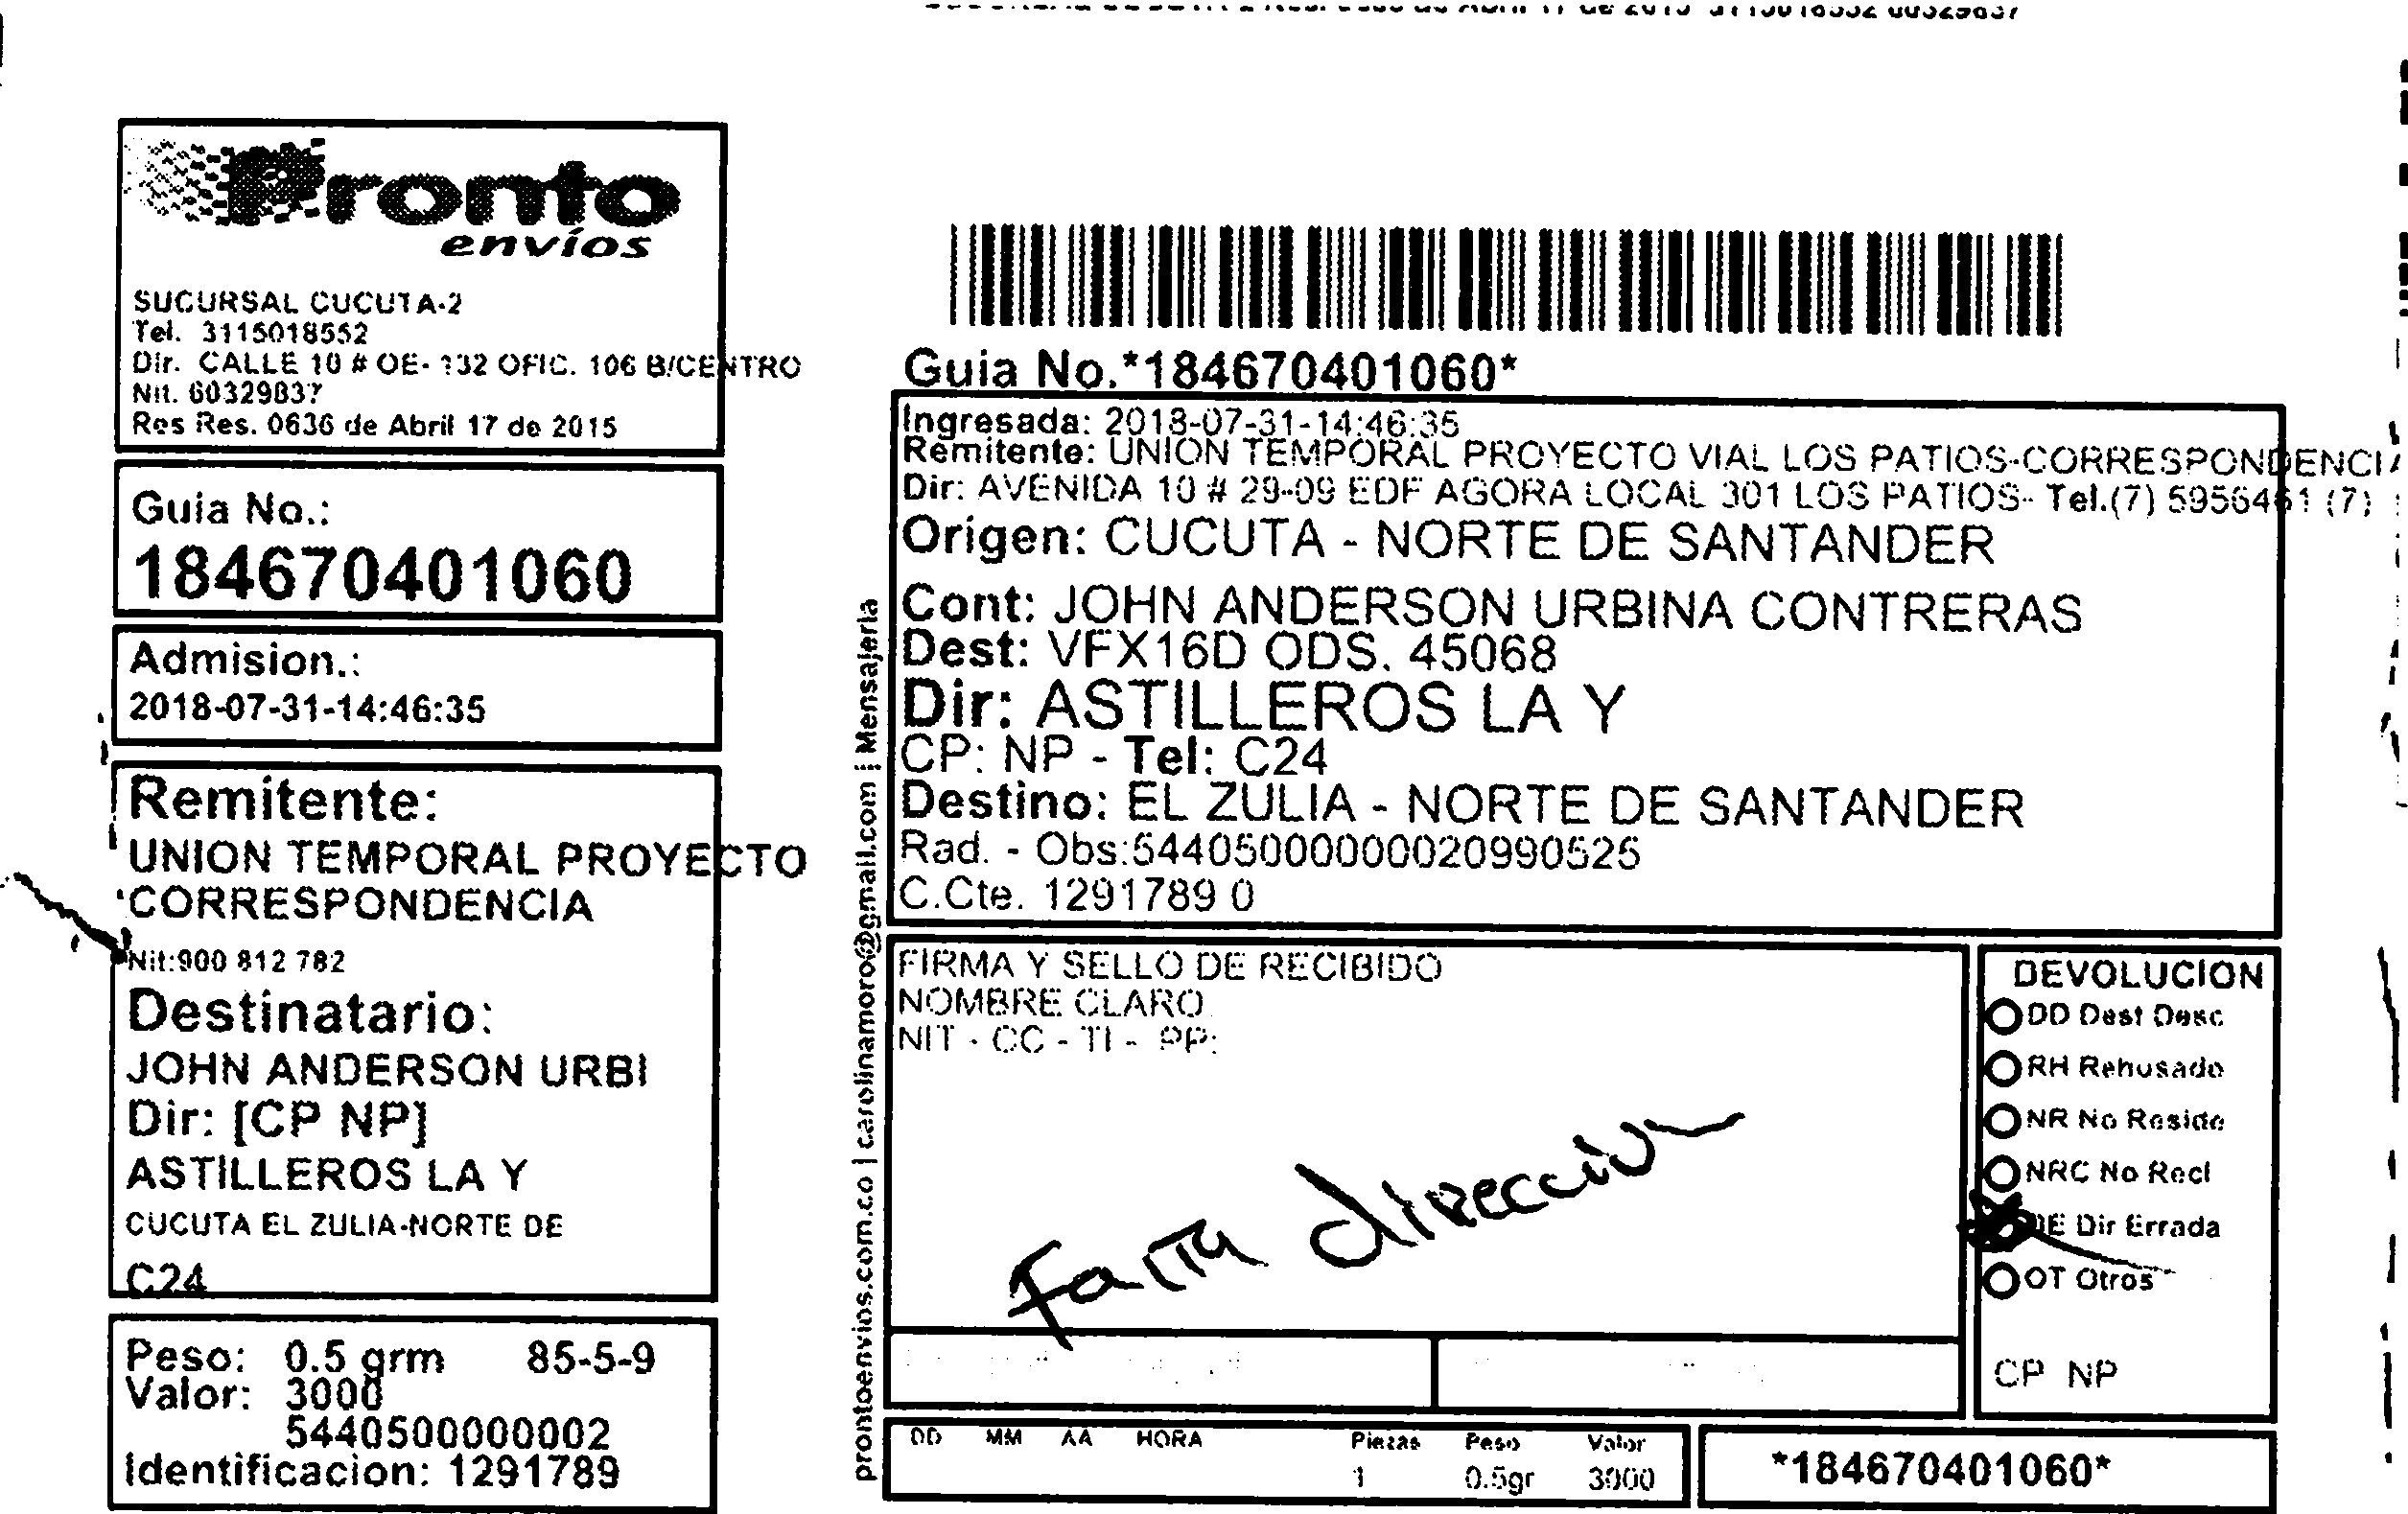 Pronto
envíos
SUCURSAL CUCUTA-2
Tel. 3115018552
Dir. CALLE 10 # OE- 132 OFIC. 106 B/CENTRO
Nit. 60329837
Res Res. 0636 de Abril 17 de 2015
Guia No.:
184670401060
Admision.:
2018-07-31-14:46:35
Remitente:
UNION TEMPORAL PROYECTO
CORRESPONDENCIA
Nit:900 812 782
Destinatario:
JOHN ANDERSON URBI
Dir: [CP NP]
ASTILLEROS LA Y
CUCUTA EL ZULIA-NORTE DE
C24
Peso: 0.5 grm 85-5-9
Valor: 3000
5440500000002
Identificacion: 1291789
prontoenvios.com.co | carolinamoro@gmail.com | Mensajeria
Guia No.*184670401060*
Ingresada: 2018-07-31-14:46:35
Remitente: UNION TEMPORAL PROYECTO VIAL LOS PATIOS-CORRESPONDENCIA
Dir: AVENIDA 10 # 29-09 EDF AGORA LOCAL 301 LOS PATIOS- Tel.(7) 5956461 (7)
Origen: CUCUTA - NORTE DE SANTANDER
Cont: JOHN ANDERSON URBINA CONTRERAS
Dest: VFX16D ODS. 45068
Dir: ASTILLEROS LA Y
CP: NP - Tel: C24
Destino: EL ZULIA - NORTE DE SANTANDER
Rad. - Obs:54405000000020990525
C.Cte. 1291789 0
FIRMA Y SELLO DE RECIBIDO
NOMBRE CLARO
NIT - CC - TI - PP:
Falta dirección
DEVOLUCION
DD Dest Desc
RH Rehusado
NR No Reside
NRC No Recl
DE Dir Errada
OT Otros
CP NP
DD MM AA HORA Piezas Peso Valor
1 0.5gr 3000
*184670401060*